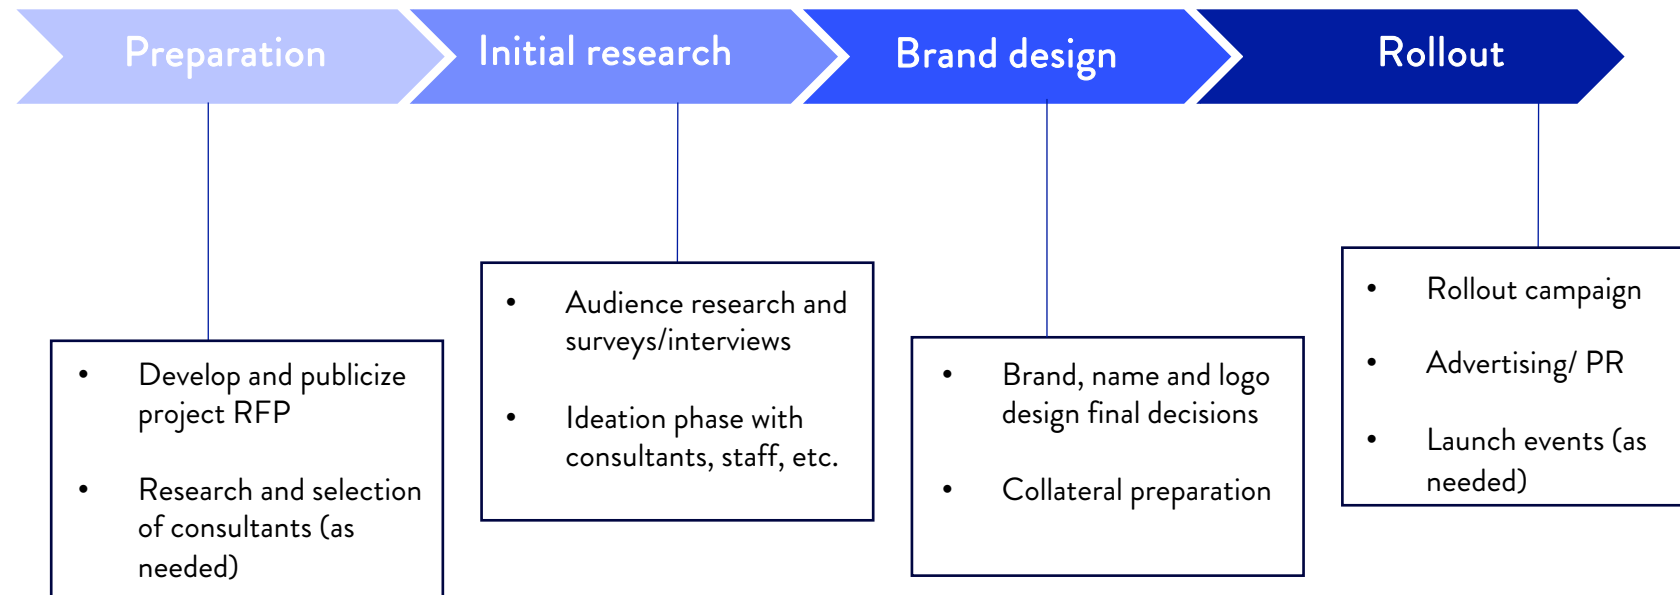 Preparation
Initial research
Brand design
Rollout
• Develop and publicize
project RFP
• Research and selection
of consultants (as
needed)
• Audience research and
surveys/interviews
• Ideation phase with
consultants, staff, etc.
• Brand, name and logo
design final decisions
• Collateral preparation
• Rollout campaign
• Advertising/ PR
• Launch events (as
needed)